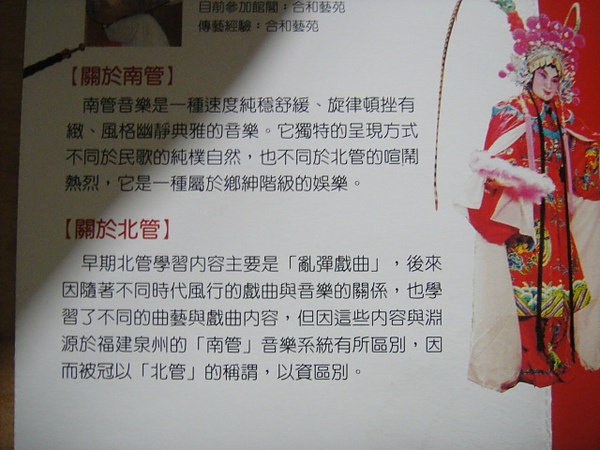 目前參加館閣：合和藝苑
傳藝經驗：合和藝苑
【關於南管】
南管音樂是一種速度純穩舒緩、旋律頓挫有
緻、風格幽靜典雅的音樂。它獨特的呈現方式
不同於民歌的純樸自然，也不同於北管的喧鬧
熱烈，它是一種屬於鄉紳階級的娛樂。
【關於北管】
早期北管學習內容主要是「亂彈戲曲」，後來
因隨著不同時代風行的戲曲與音樂的關係，也學
習了不同的曲藝與戲曲內容，但因這些內容與淵
源於福建泉州的「南管」音樂系統有所區別，因
而被冠以「北管」的稱謂，以資區別。